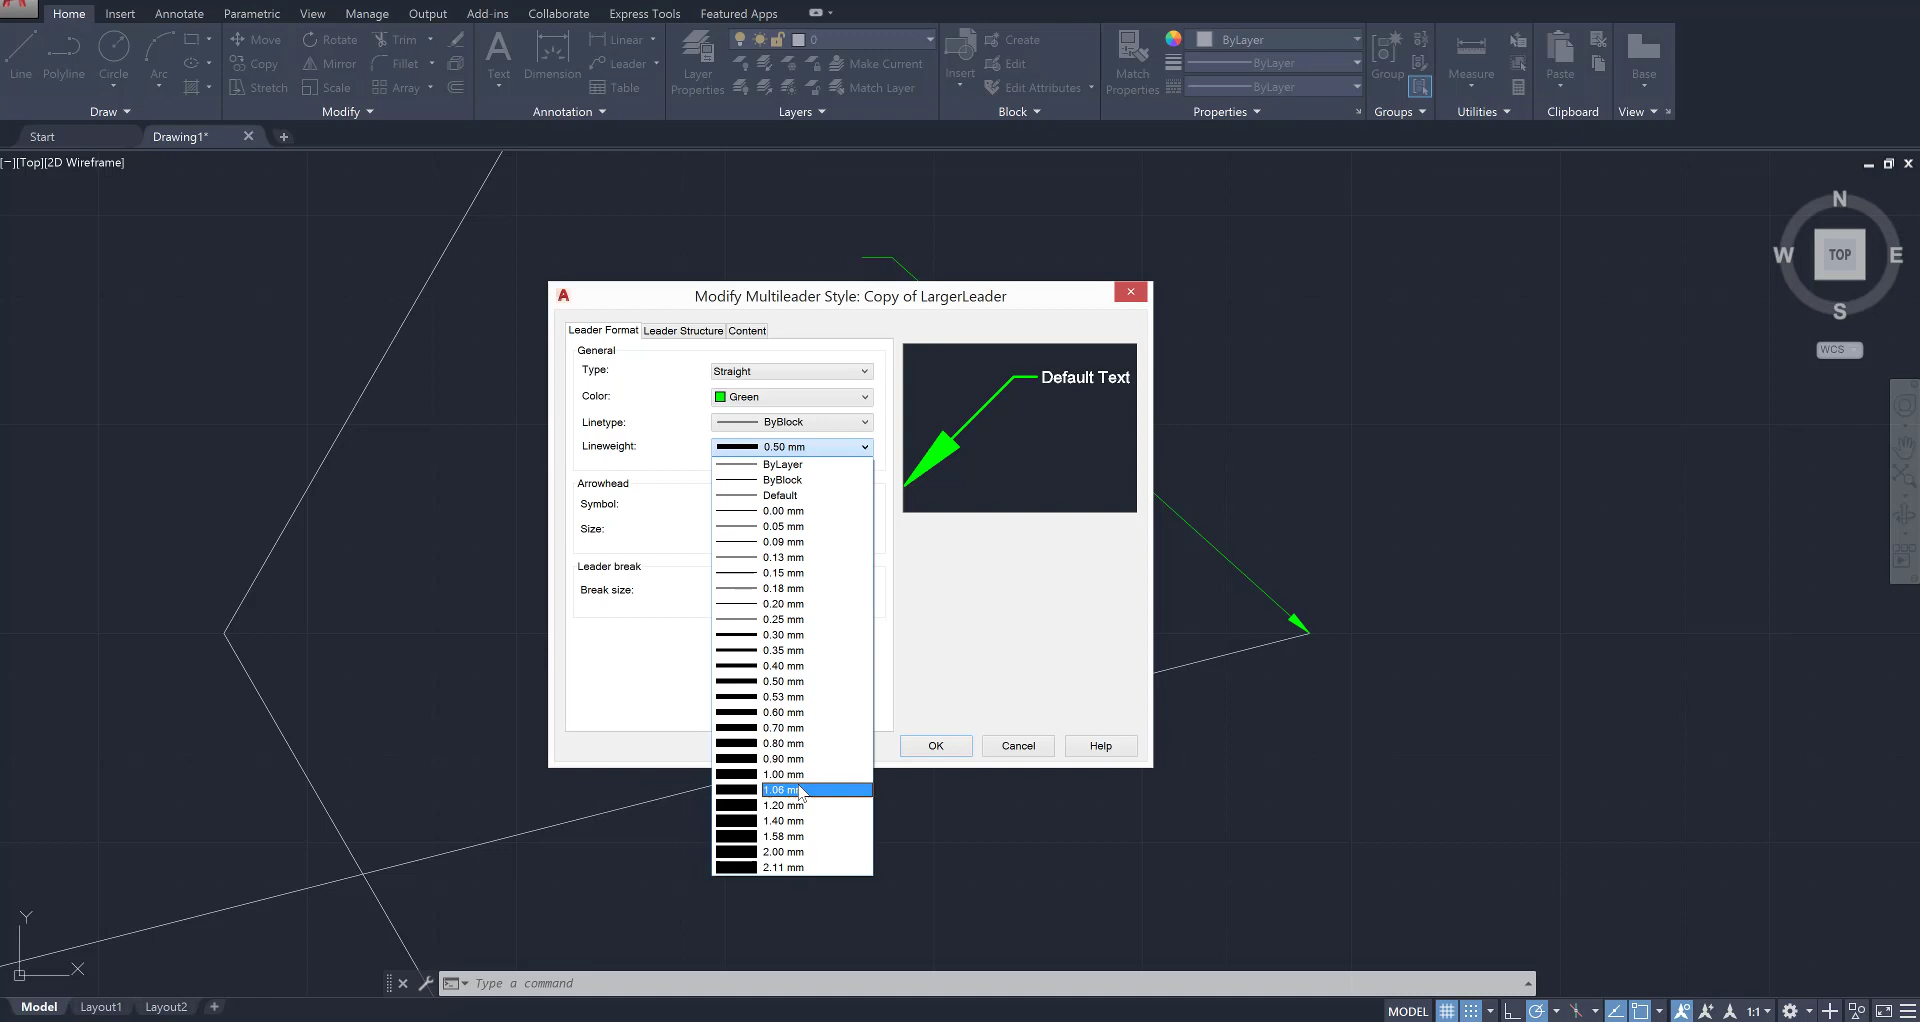 Home Insert Annotate Parametric View Manage Output Add-ins Collaborate Express Tools Featured Apps
Line Polyline Circle Arc
Move Rotate Trim
Copy Mirror Fillet
Stretch Scale Array
Text Dimension
Linear
Leader
Table
Layer Properties
0
Make Current
Match Layer
Insert
Create
Edit
Edit Attributes
Match Properties
ByLayer
ByLayer
ByLayer
Group
Measure
Paste
Base
Draw Modify Annotation Layers Block Properties Groups Utilities Clipboard View
Start Drawing1*
[−][Top][2D Wireframe]
N
W TOP E
S
WCS
Modify Multileader Style: Copy of LargerLeader
Leader Format Leader Structure Content
General
Type: Straight
Color: Green
Linetype: ByBlock
Lineweight: 0.50 mm
ByLayer
ByBlock
Default
0.00 mm
0.05 mm
0.09 mm
0.13 mm
0.15 mm
0.18 mm
0.20 mm
0.25 mm
0.30 mm
0.35 mm
0.40 mm
0.50 mm
0.53 mm
0.60 mm
0.70 mm
0.80 mm
0.90 mm
1.00 mm
1.06 mm
1.20 mm
1.40 mm
1.58 mm
2.00 mm
2.11 mm
Arrowhead
Symbol:
Size:
Leader break
Break size:
Default Text
OK Cancel Help
Y
X
Type a command
Model Layout1 Layout2
MODEL 1:1